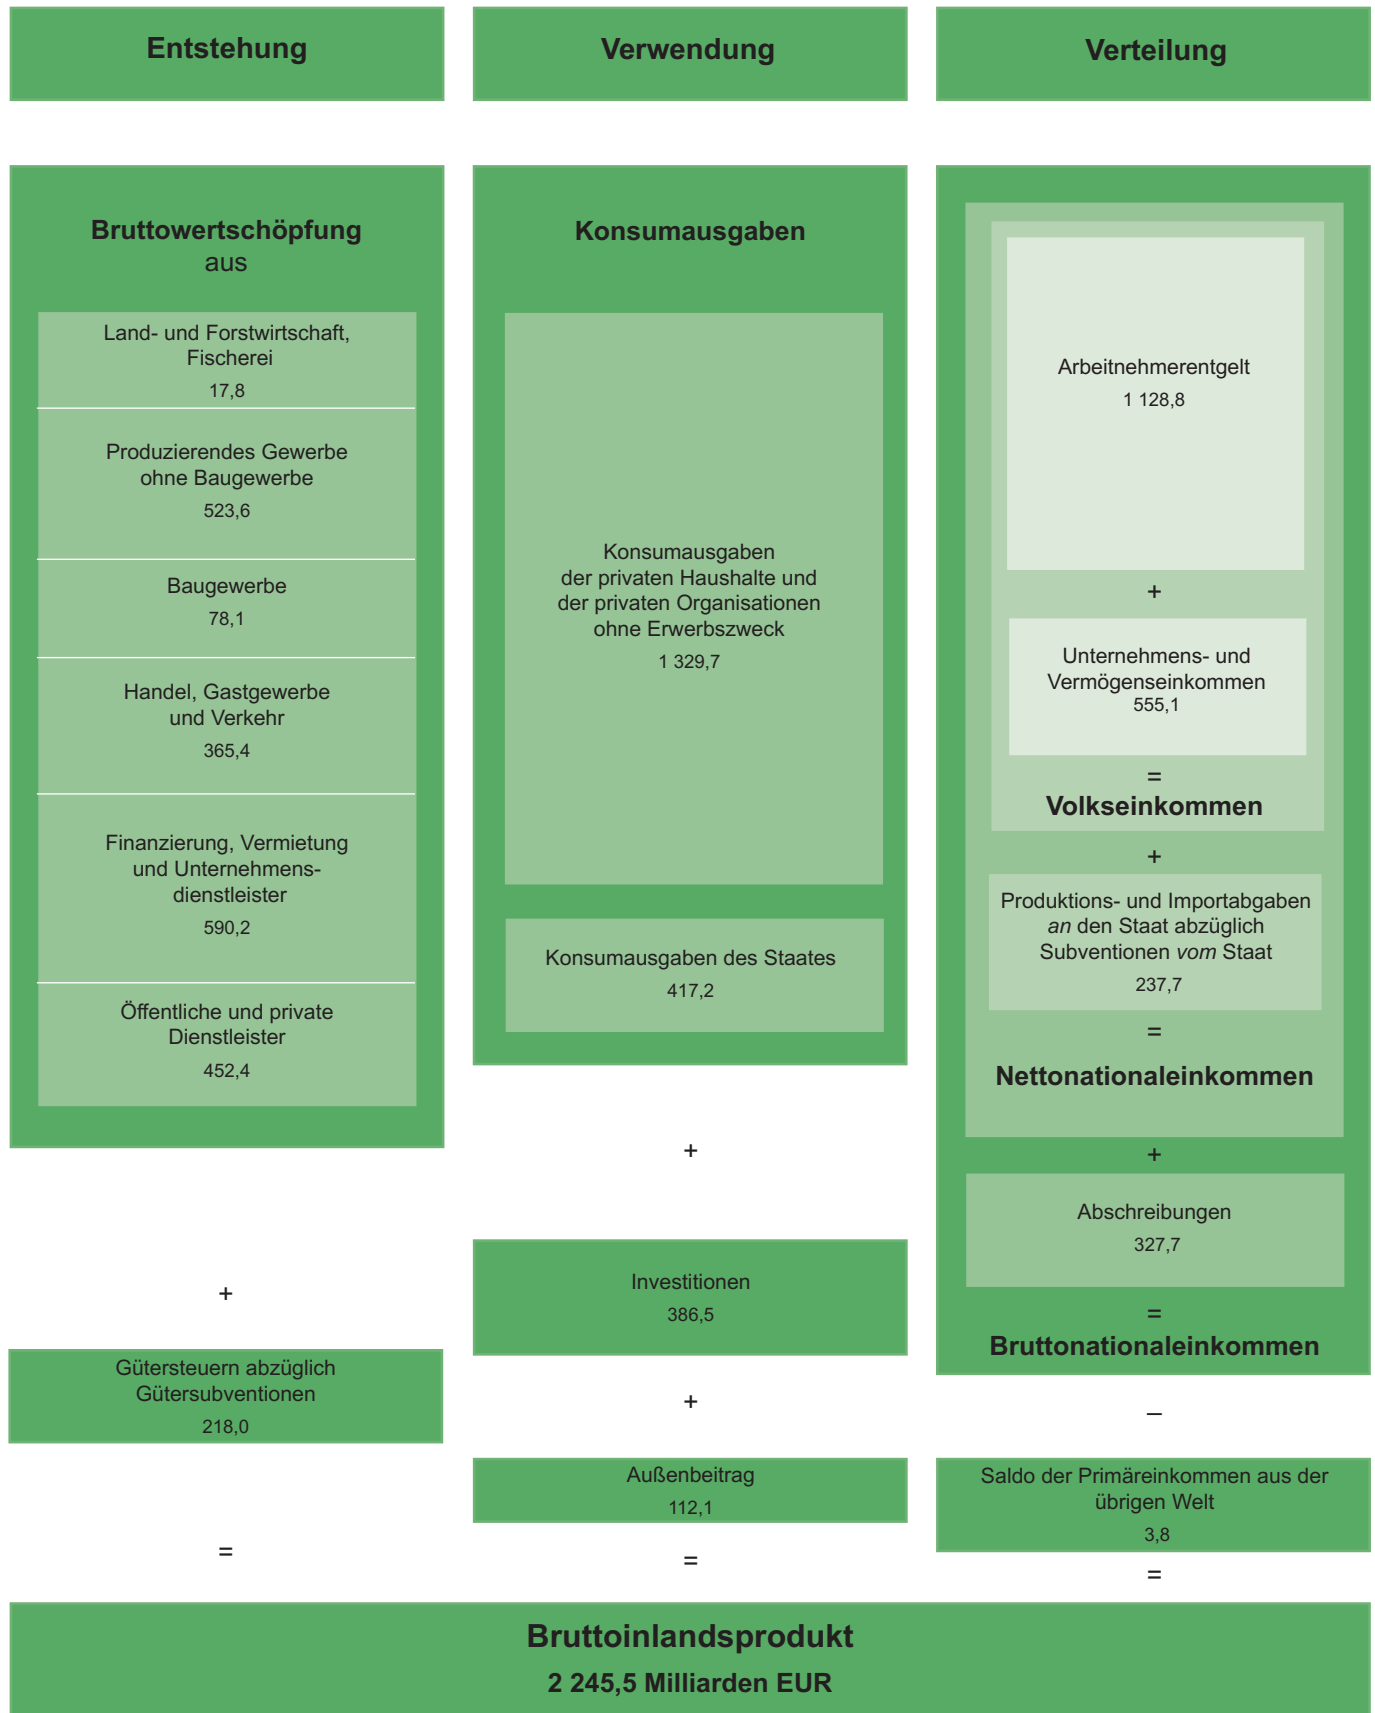 Entstehung
Bruttowertschöpfung
aus
Land- und Forstwirtschaft,
Fischerei
17,8
Produzierendes Gewerbe
ohne Baugewerbe
523,6
Baugewerbe
78,1
Handel, Gastgewerbe
und Verkehr
365,4
Finanzierung, Vermietung
und Unternehmens-
dienstleister
590,2
Öffentliche und private
Dienstleister
452,4
+
Gütersteuern abzüglich
Gütersubventionen
218,0
=
Verwendung
Konsumausgaben
Konsumausgaben
der privaten Haushalte und
der privaten Organisationen
ohne Erwerbszweck
1 329,7
Konsumausgaben des Staates
417,2
+
Investitionen
386,5
+
Außenbeitrag
112,1
=
Verteilung
Arbeitnehmerentgelt
1 128,8
+
Unternehmens- und
Vermögenseinkommen
555,1
=
Volkseinkommen
+
Produktions- und Importabgaben
an den Staat abzüglich
Subventionen vom Staat
237,7
=
Nettonationaleinkommen
+
Abschreibungen
327,7
=
Bruttonationaleinkommen
–
Saldo der Primäreinkommen aus der
übrigen Welt
3,8
=
Bruttoinlandsprodukt
2 245,5 Milliarden EUR